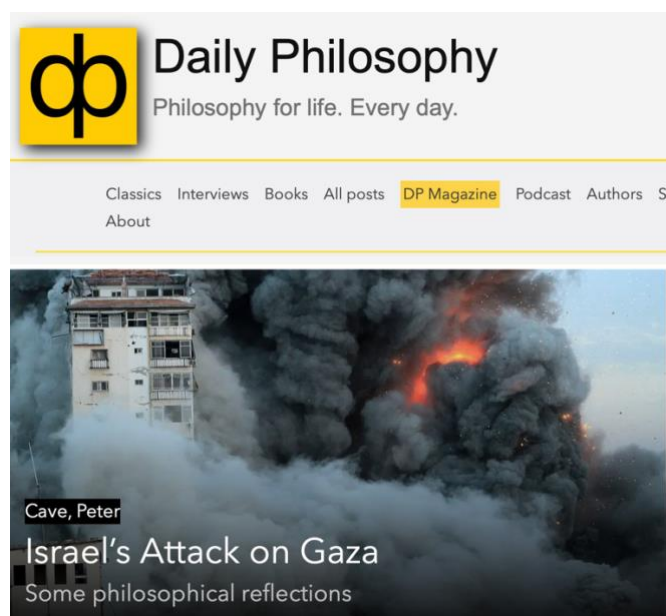 Daily Philosophy
Philosophy for life. Every day.
Classics Interviews Books All posts DP Magazine Podcast Authors S
About
Cave, Peter
Israel's Attack on Gaza
Some philosophical reflections